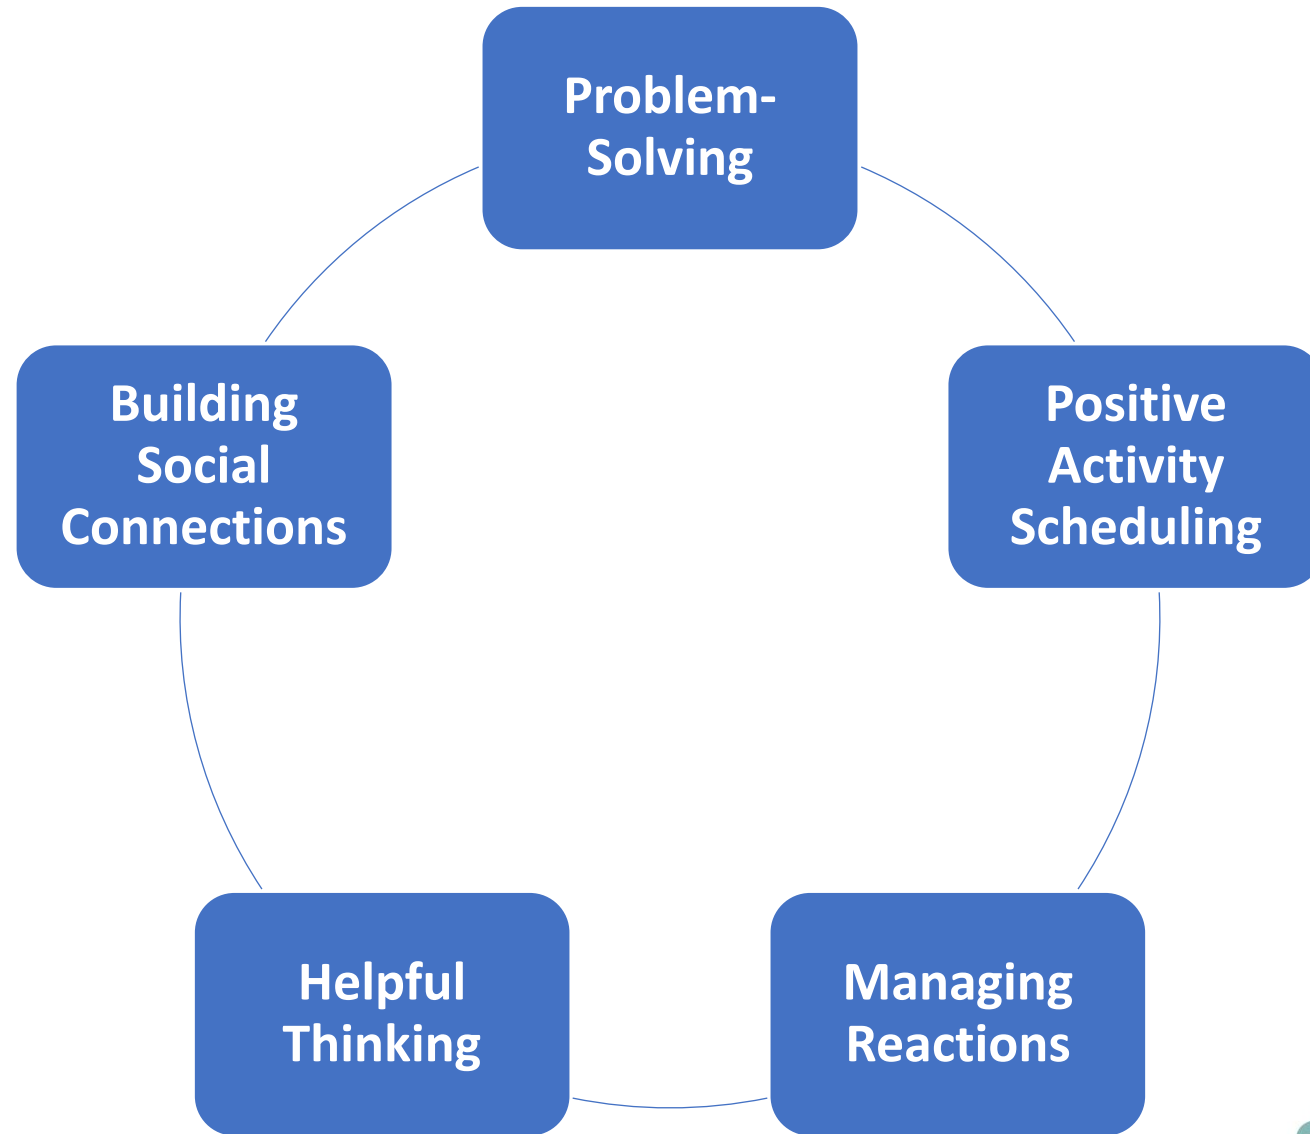 Problem-
Solving
Positive
Activity
Scheduling
Managing
Reactions
Helpful
Thinking
Building
Social
Connections